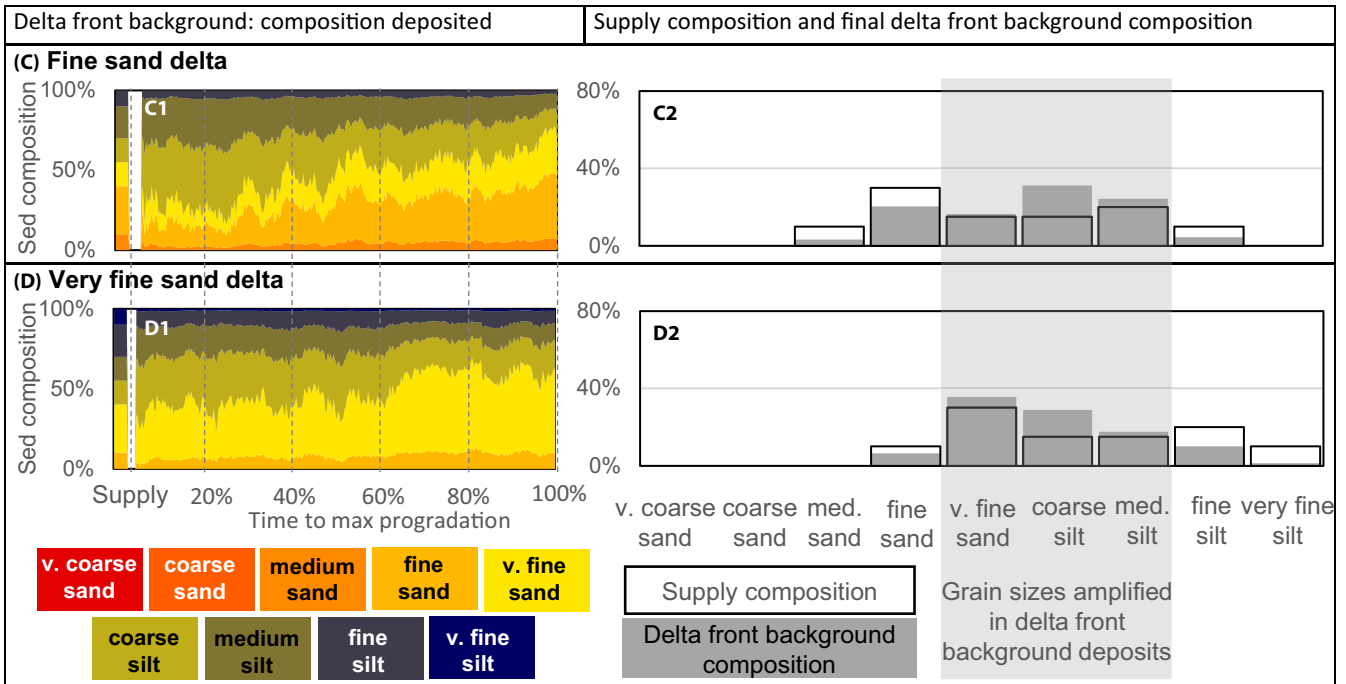 Delta front background: composition deposited
Supply composition and final delta front background composition
(C) Fine sand delta
100%
50%
0%
Sed composition
C1
80%
40%
0%
C2
(D) Very fine sand delta
100%
50%
0%
Sed composition
D1
80%
40%
0%
D2
Supply
20%
40%
60%
80%
100%
Time to max progradation
v. coarse
sand
coarse
sand
med.
sand
fine
sand
v. fine
sand
coarse
silt
med.
silt
fine
silt
very fine
silt
v. coarse
sand
coarse
sand
medium
sand
fine
sand
v. fine
sand
coarse
silt
medium
silt
fine
silt
v. fine
silt
Supply composition
Delta front background
composition
Grain sizes amplified
in delta front
background deposits